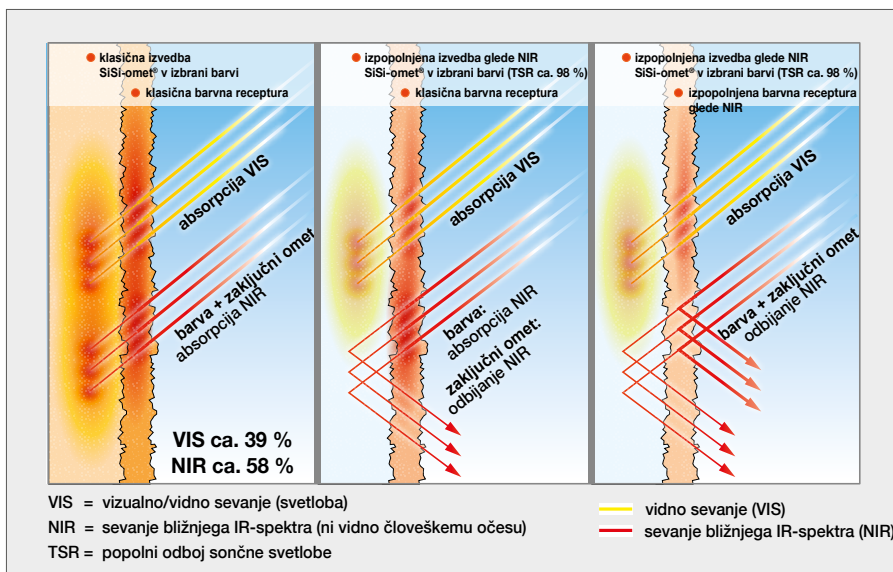 klasična izvedba
SiSi-omet® v izbrani barvi
klasična barvna receptura
absorpcija VIS
barva + zaključni omet
absorpcija NIR
VIS ca. 39 %
NIR ca. 58 %
izpopolnjena izvedba glede NIR
SiSi-omet® v izbrani barvi (TSR ca. 98 %)
klasična barvna receptura
absorpcija VIS
barva:
absorpcija NIR
zaključni omet:
odbijanje NIR
izpopolnjena izvedba glede NIR
SiSi-omet® v izbrani barvi (TSR ca. 98 %)
izpopolnjena barvna receptura
glede NIR
absorpcija VIS
barva + zaključni omet
odbijanje NIR
VIS = vizualno/vidno sevanje (svetloba)
NIR = sevanje bližnjega IR-spektra (ni vidno človeškemu očesu)
TSR = popolni odboj sončne svetlobe
vidno sevanje (VIS)
sevanje bližnjega IR-spektra (NIR)